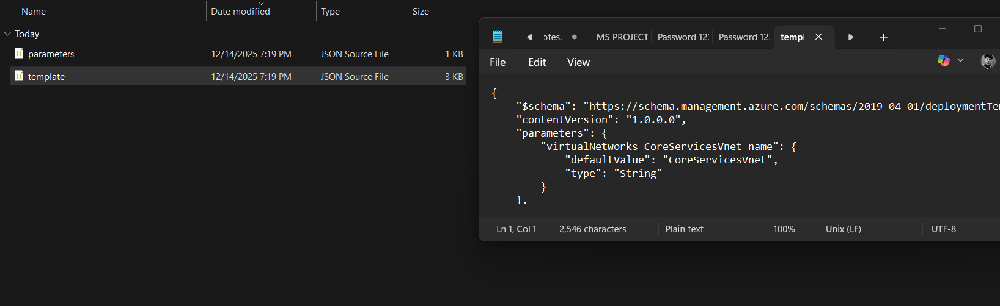 Name Date modified Type Size
Today
parameters 12/14/2025 7:19 PM JSON Source File 1 KB
template 12/14/2025 7:19 PM JSON Source File 3 KB
otes. MS PROJECT Password 12 Password 12 temp
File Edit View
{
"$schema": "https://schema.management.azure.com/schemas/2019-04-01/deploymentTe
"contentVersion": "1.0.0.0",
"parameters": {
"virtualNetworks_CoreServicesVnet_name": {
"defaultValue": "CoreServicesVnet",
"type": "String"
}
},
Ln 1, Col 1 2,546 characters Plain text 100% Unix (LF) UTF-8